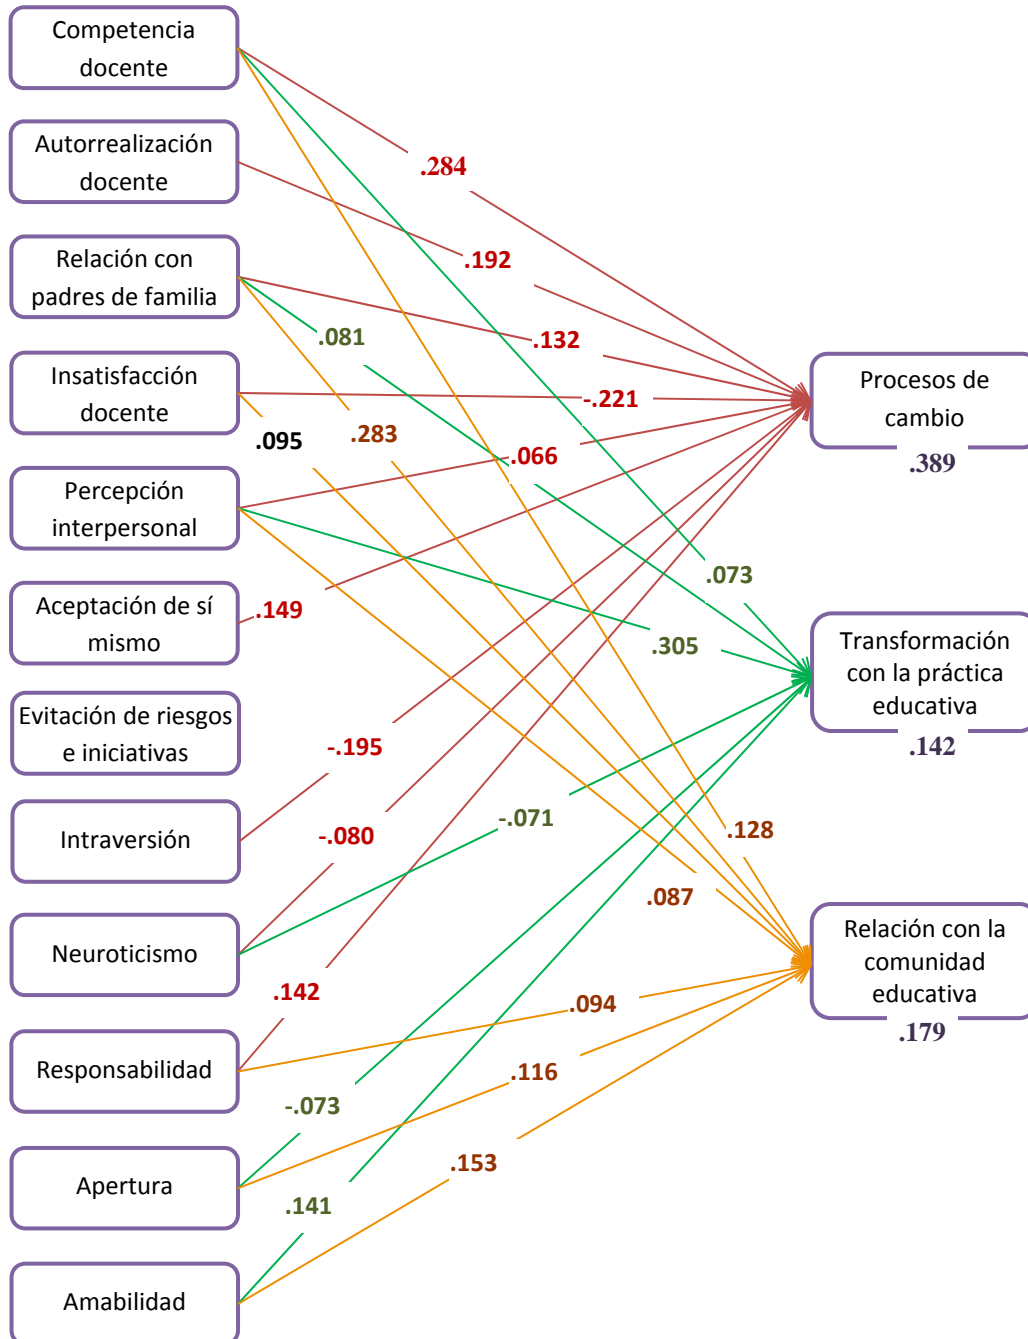 Competencia
docente
Autorrealización
docente
Relación con
padres de familia
Insatisfacción
docente
Percepción
interpersonal
Aceptación de sí
mismo
Evitación de riesgos
e iniciativas
Intraversión
Neuroticismo
Responsabilidad
Apertura
Amabilidad
.284
.192
.081
.132
-.221
.095
.283
.066
.073
.149
.305
-.195
-.071
-.080
.128
.087
.142
.094
.116
-.073
.153
.141
Procesos de
cambio
.389
Transformación
con la práctica
educativa
.142
Relación con la
comunidad
educativa
.179